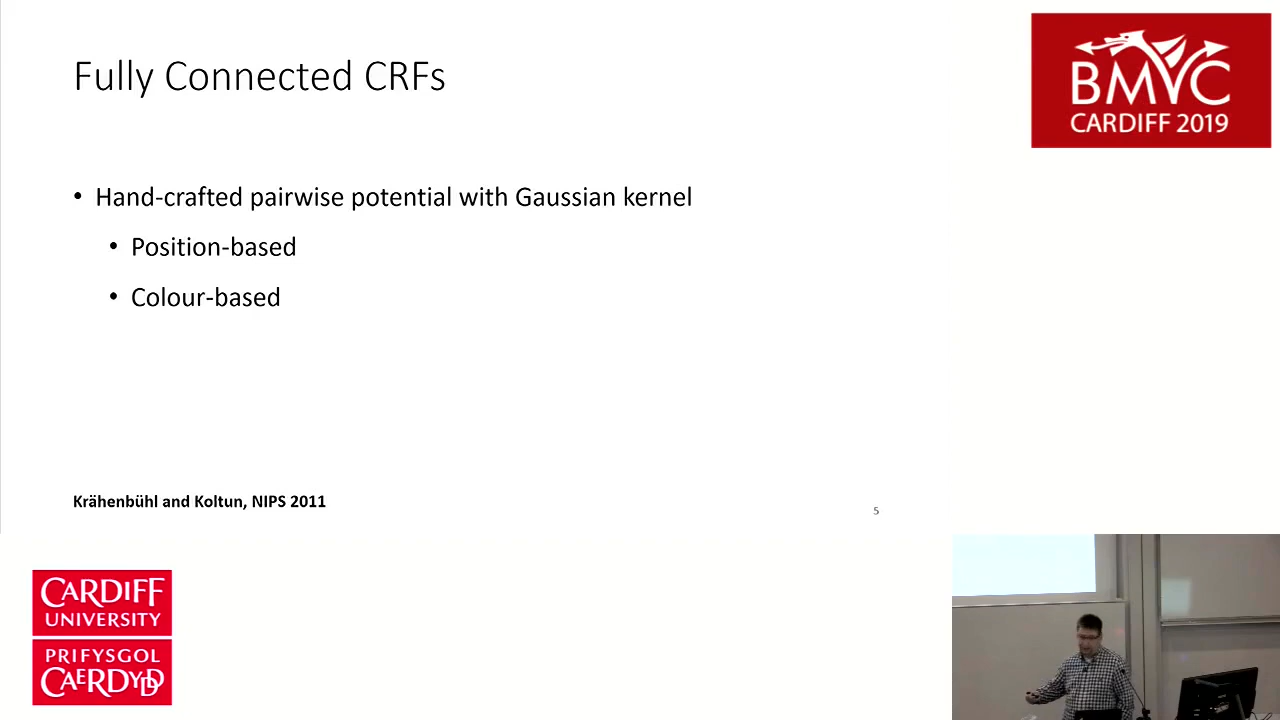 Fully Connected CRFs
BMVC
CARDIFF 2019
• Hand-crafted pairwise potential with Gaussian kernel
• Position-based
• Colour-based
Krähenbühl and Koltun, NIPS 2011
5
CARDIFF
UNIVERSITY
PRIFYSGOL
CAERDYDD